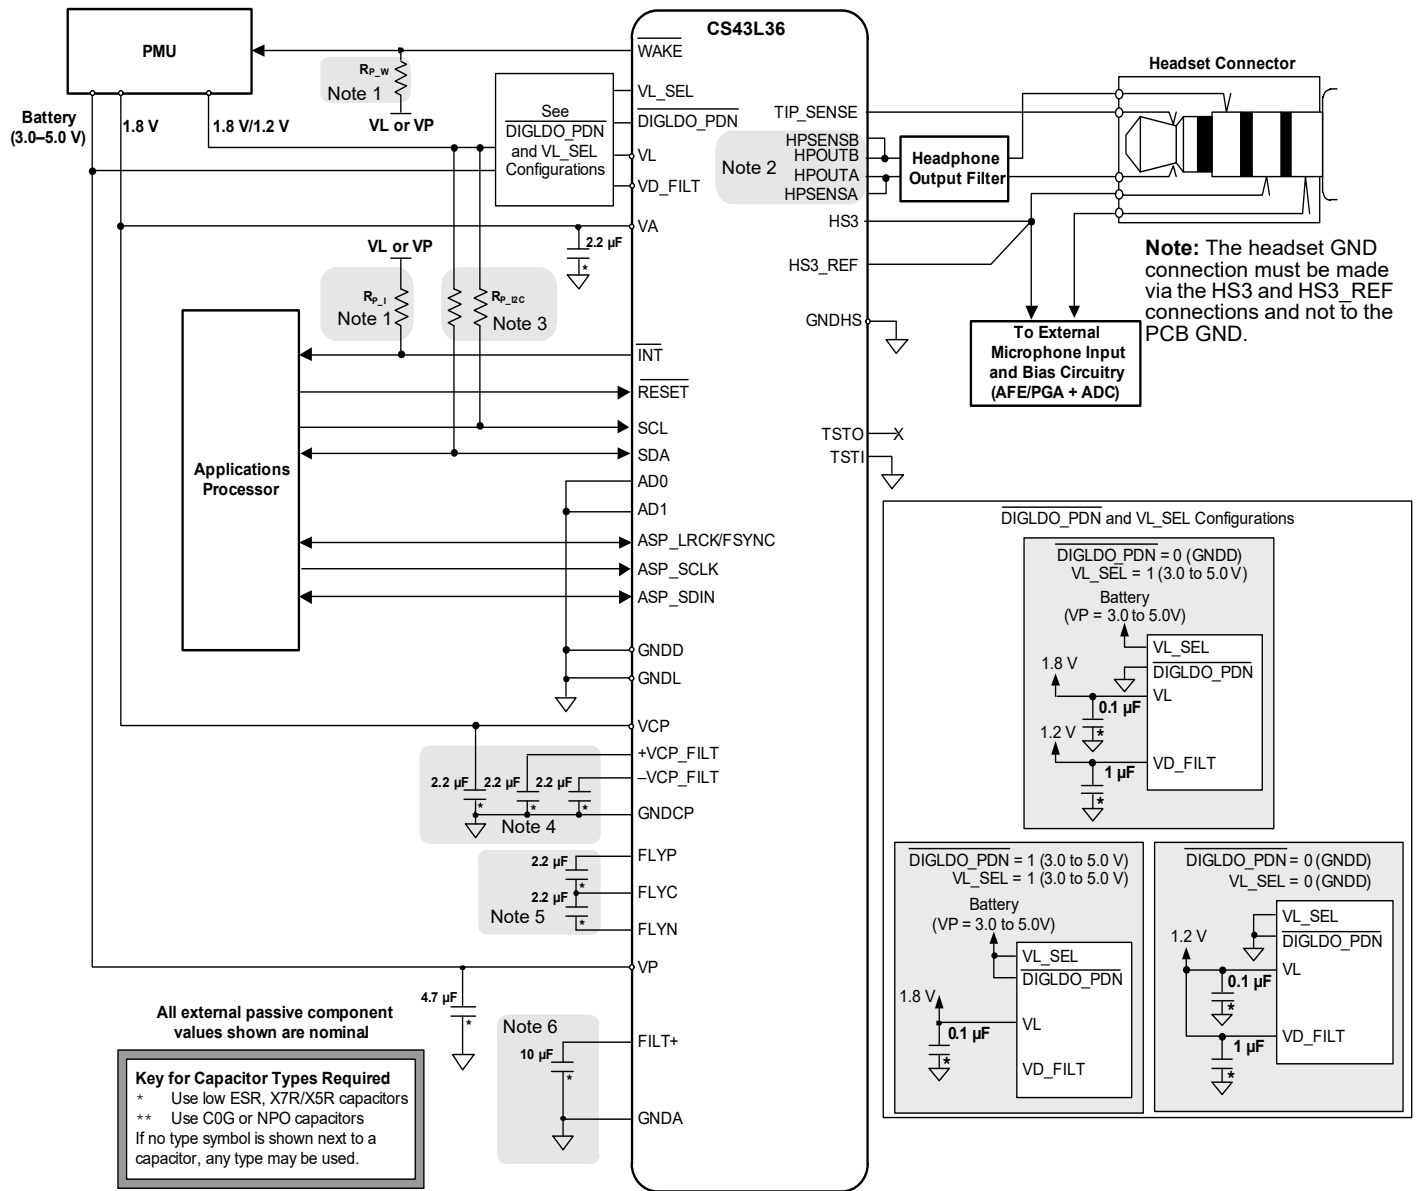 CS43L36
PMU
WAKE
R_P_W
Note 1
VL or VP
Battery
(3.0–5.0 V)
1.8 V
1.8 V/1.2 V
See
DIGLDO_PDN
and VL_SEL
Configurations
VL_SEL
DIGLDO_PDN
VL
VD_FILT
VA
2.2 µF
*
VL or VP
R_P_I
Note 1
R_P_I2C
Note 3
INT
RESET
SCL
SDA
AD0
AD1
ASP_LRCK/FSYNC
ASP_SCLK
ASP_SDIN
Applications
Processor
GNDD
GNDL
VCP
+VCP_FILT
–VCP_FILT
GNDCP
2.2 µF
2.2 µF
2.2 µF
*
*
*
Note 4
FLYP
FLYC
FLYN
2.2 µF
*
2.2 µF
*
Note 5
VP
4.7 µF
*
Note 6
10 µF
*
FILT+
GNDA
All external passive component
values shown are nominal
Key for Capacitor Types Required
* Use low ESR, X7R/X5R capacitors
** Use C0G or NPO capacitors
If no type symbol is shown next to a
capacitor, any type may be used.
TIP_SENSE
HPSENSB
HPOUTB
HPOUTA
HPSENSA
Note 2
Headphone
Output Filter
Headset Connector
HS3
HS3_REF
GNDHS
Note: The headset GND
connection must be made
via the HS3 and HS3_REF
connections and not to the
PCB GND.
To External
Microphone Input
and Bias Circuitry
(AFE/PGA + ADC)
TSTO
X
TSTI
DIGLDO_PDN and VL_SEL Configurations
DIGLDO_PDN = 0 (GNDD)
VL_SEL = 1 (3.0 to 5.0 V)
Battery
(VP = 3.0 to 5.0V)
VL_SEL
DIGLDO_PDN
1.8 V
VL
0.1 µF
*
1.2 V
VD_FILT
1 µF
*
DIGLDO_PDN = 1 (3.0 to 5.0 V)
VL_SEL = 1 (3.0 to 5.0 V)
Battery
(VP = 3.0 to 5.0V)
VL_SEL
DIGLDO_PDN
1.8 V
VL
0.1 µF
*
VD_FILT
DIGLDO_PDN = 0 (GNDD)
VL_SEL = 0 (GNDD)
VL_SEL
DIGLDO_PDN
1.2 V
VL
0.1 µF
*
VD_FILT
1 µF
*